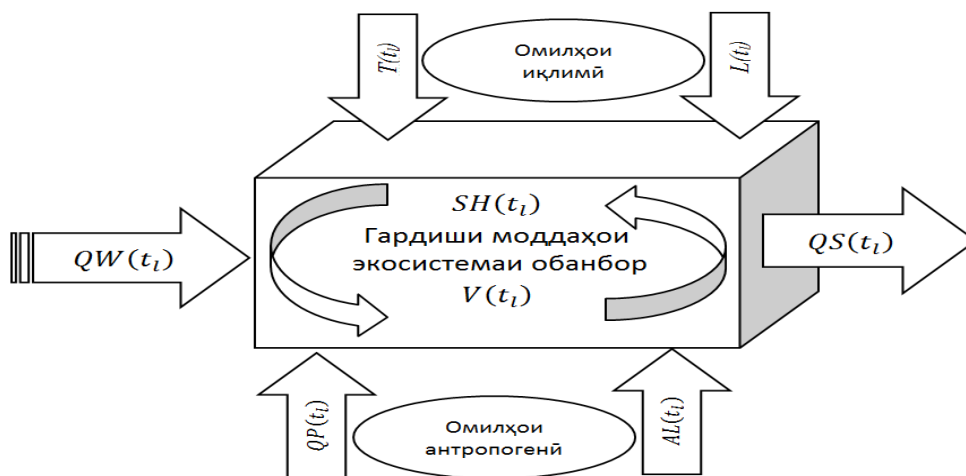 T(t_l)
Омилҳои
иқлимӣ
L(t_l)
SH(t_l)
Гардиши моддаҳои
экосистемаи обанбор
V(t_l)
QW(t_l)
QS(t_l)
QP(t_l)
Омилҳои
антропогенӣ
AL(t_l)